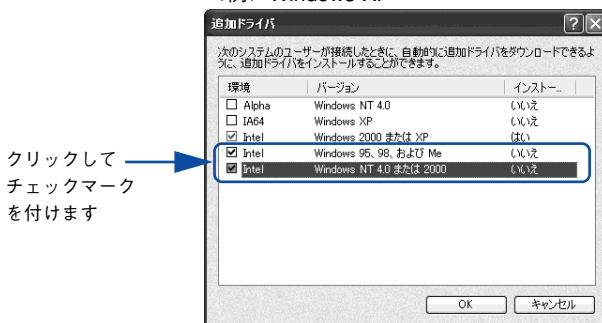 追加ドライバ
次のシステムのユーザーが接続したときに、自動的に追加ドライバをダウンロードできるよ
うに、追加ドライバをインストールすることができます。
環境 バージョン インストー...
Alpha Windows NT 4.0 いいえ
IA64 Windows XP いいえ
Intel Windows 2000 または XP はい
Intel Windows 95、98、および Me いいえ
Intel Windows NT 4.0 または 2000 いいえ
クリックして
チェックマーク
を付けます
OK キャンセル